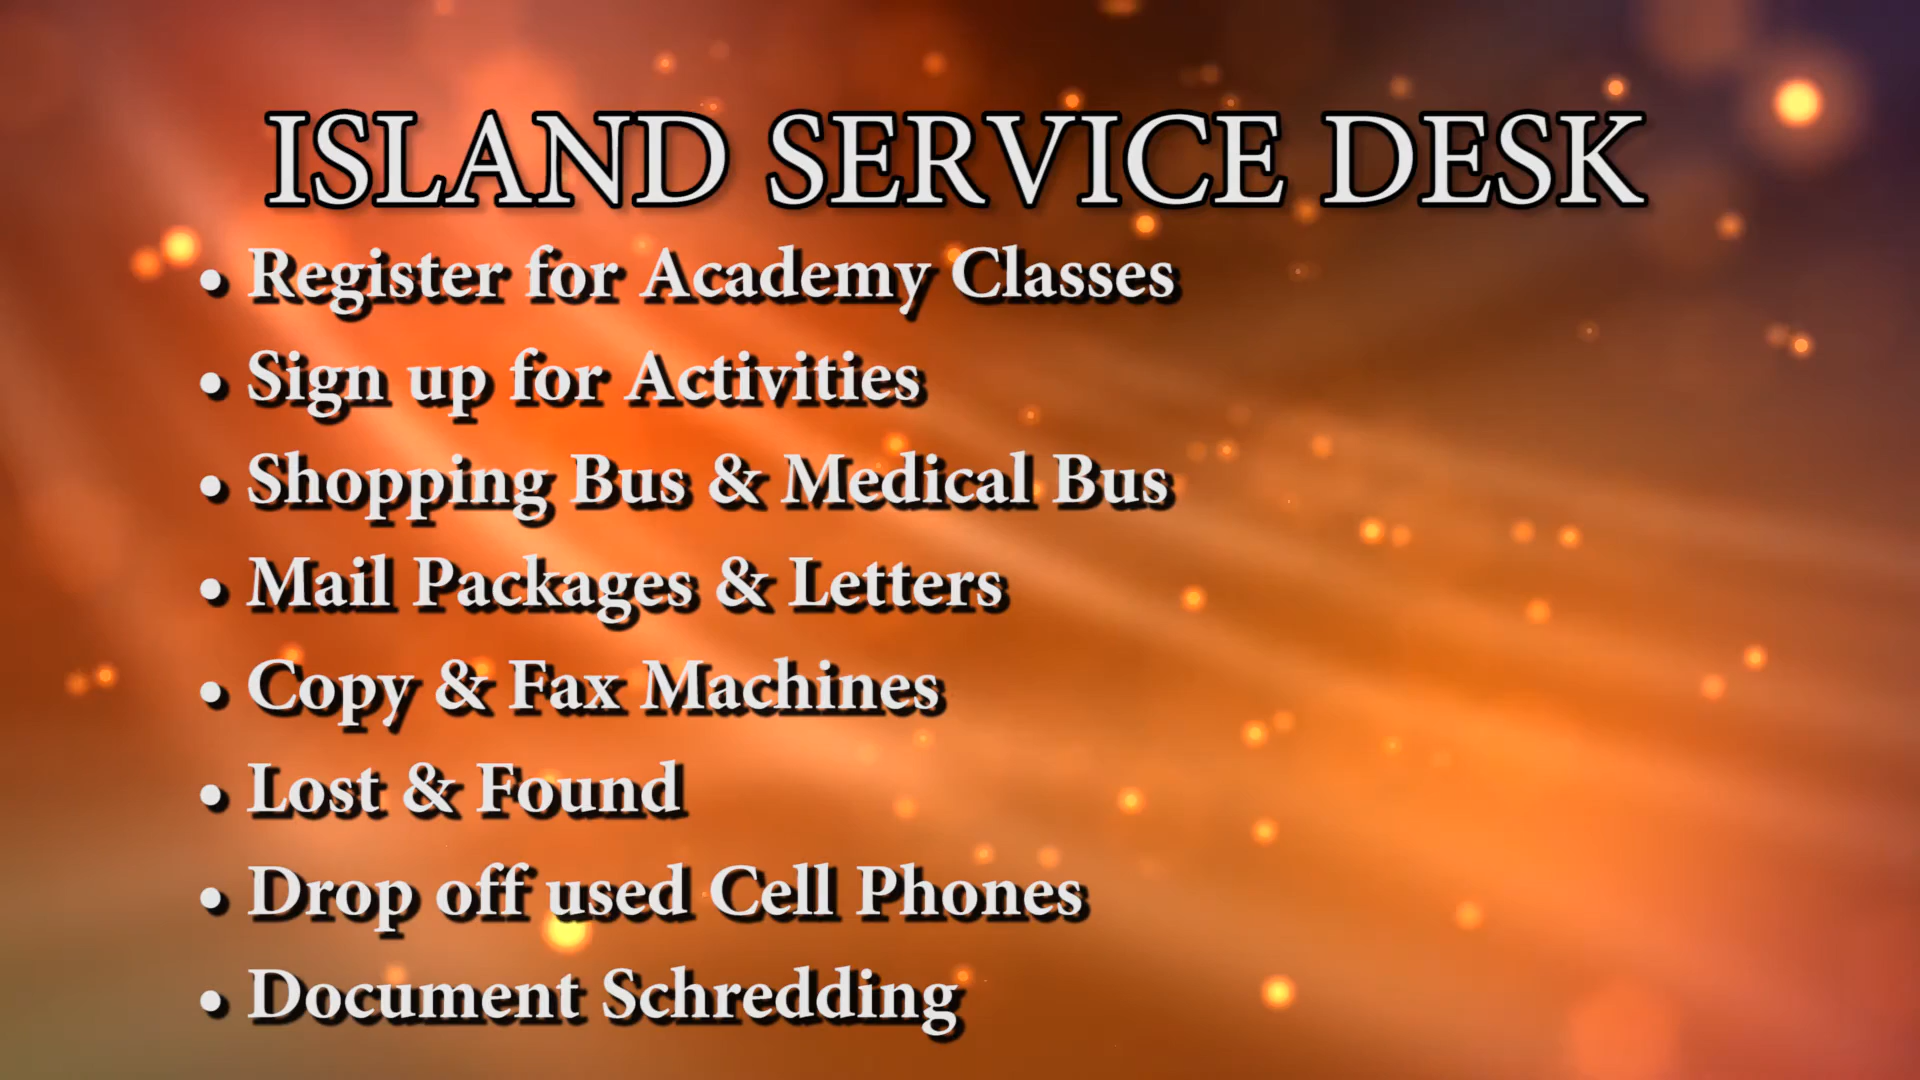 ISLAND SERVICE DESK
• Register for Academy Classes
• Sign up for Activities
• Shopping Bus & Medical Bus
• Mail Packages & Letters
• Copy & Fax Machines
• Lost & Found
• Drop off used Cell Phones
• Document Schredding